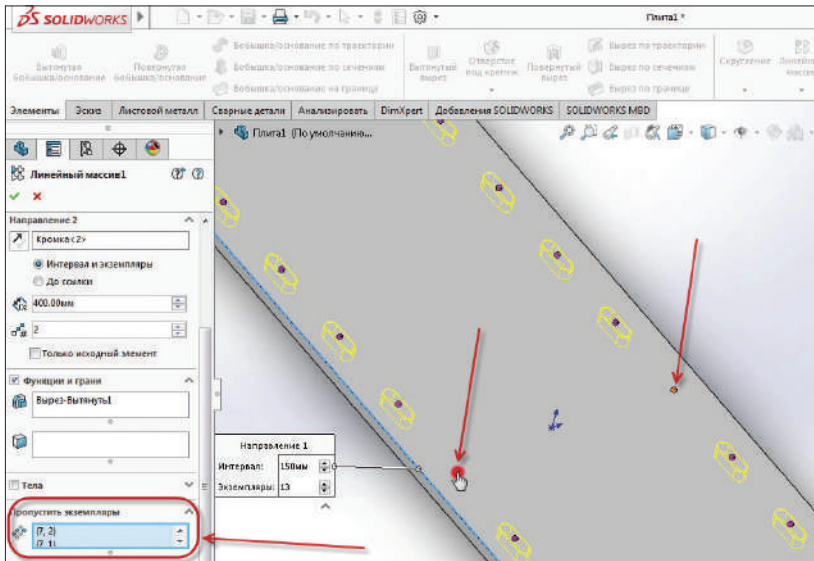 SOLIDWORKS
Плита1 *
Вытянутая бобышка/основание
Повернутая бобышка/основание
Бобышка/основание по траектории
Бобышка/основание по сечениям
Бобышка/основание на границе
Вытянутый вырез
Отверстие под крепеж
Повернутый вырез
Вырез по траектории
Вырез по сечениям
Вырез по границе
Скругление
Элементы Эскиз Листовой металл Сварные детали Анализировать DimXpert Добавления SOLIDWORKS SOLIDWORKS MBD
Плита1 (По умолчанию...
Линейный массив1
Направление 2
Кромка<2>
Интервал и экземпляры
До ссылки
400.00мм
2
Только исходный элемент
Функции и грани
Вырез-Вытянуть1
Направление 1
Интервал: 150мм
Экземпляры: 13
Тела
Пропустить экземпляры
(7, 2)
(7, 1)